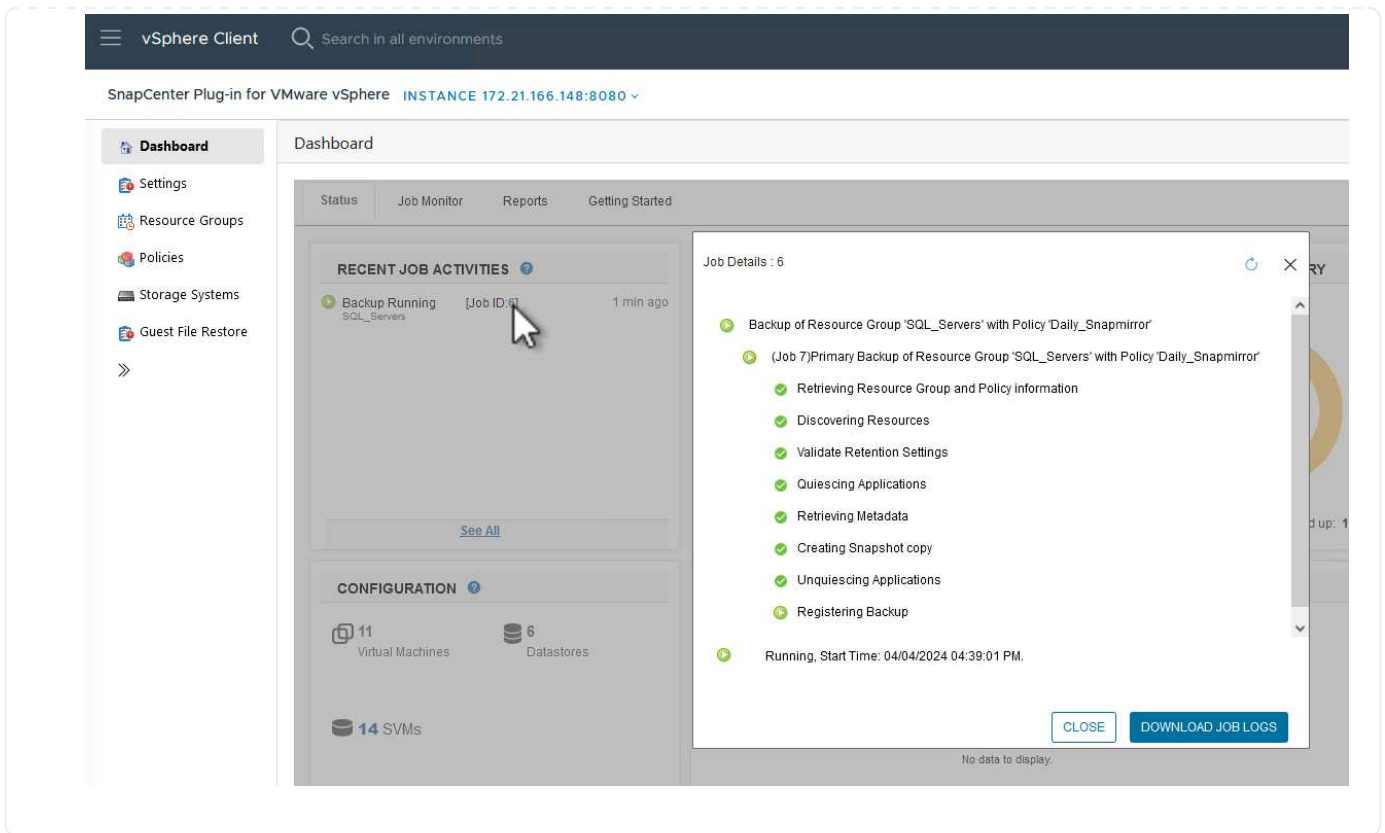 vSphere Client
Search in all environments
SnapCenter Plug-in for VMware vSphere INSTANCE 172.21.166.148:8080
Dashboard
Settings
Resource Groups
Policies
Storage Systems
Guest File Restore
Dashboard
Status Job Monitor Reports Getting Started
RECENT JOB ACTIVITIES
Backup Running [Job ID:6] 1 min ago
SQL_Servers
See All
CONFIGURATION
11
Virtual Machines
6
Datastores
14 SVMs
Job Details : 6
RY
Backup of Resource Group 'SQL_Servers' with Policy 'Daily_Snapmirror'
(Job 7)Primary Backup of Resource Group 'SQL_Servers' with Policy 'Daily_Snapmirror'
Retrieving Resource Group and Policy information
Discovering Resources
Validate Retention Settings
Quiescing Applications
Retrieving Metadata
Creating Snapshot copy
Unquiescing Applications
Registering Backup
d up: 1
Running, Start Time: 04/04/2024 04:39:01 PM.
CLOSE DOWNLOAD JOB LOGS
No data to display.